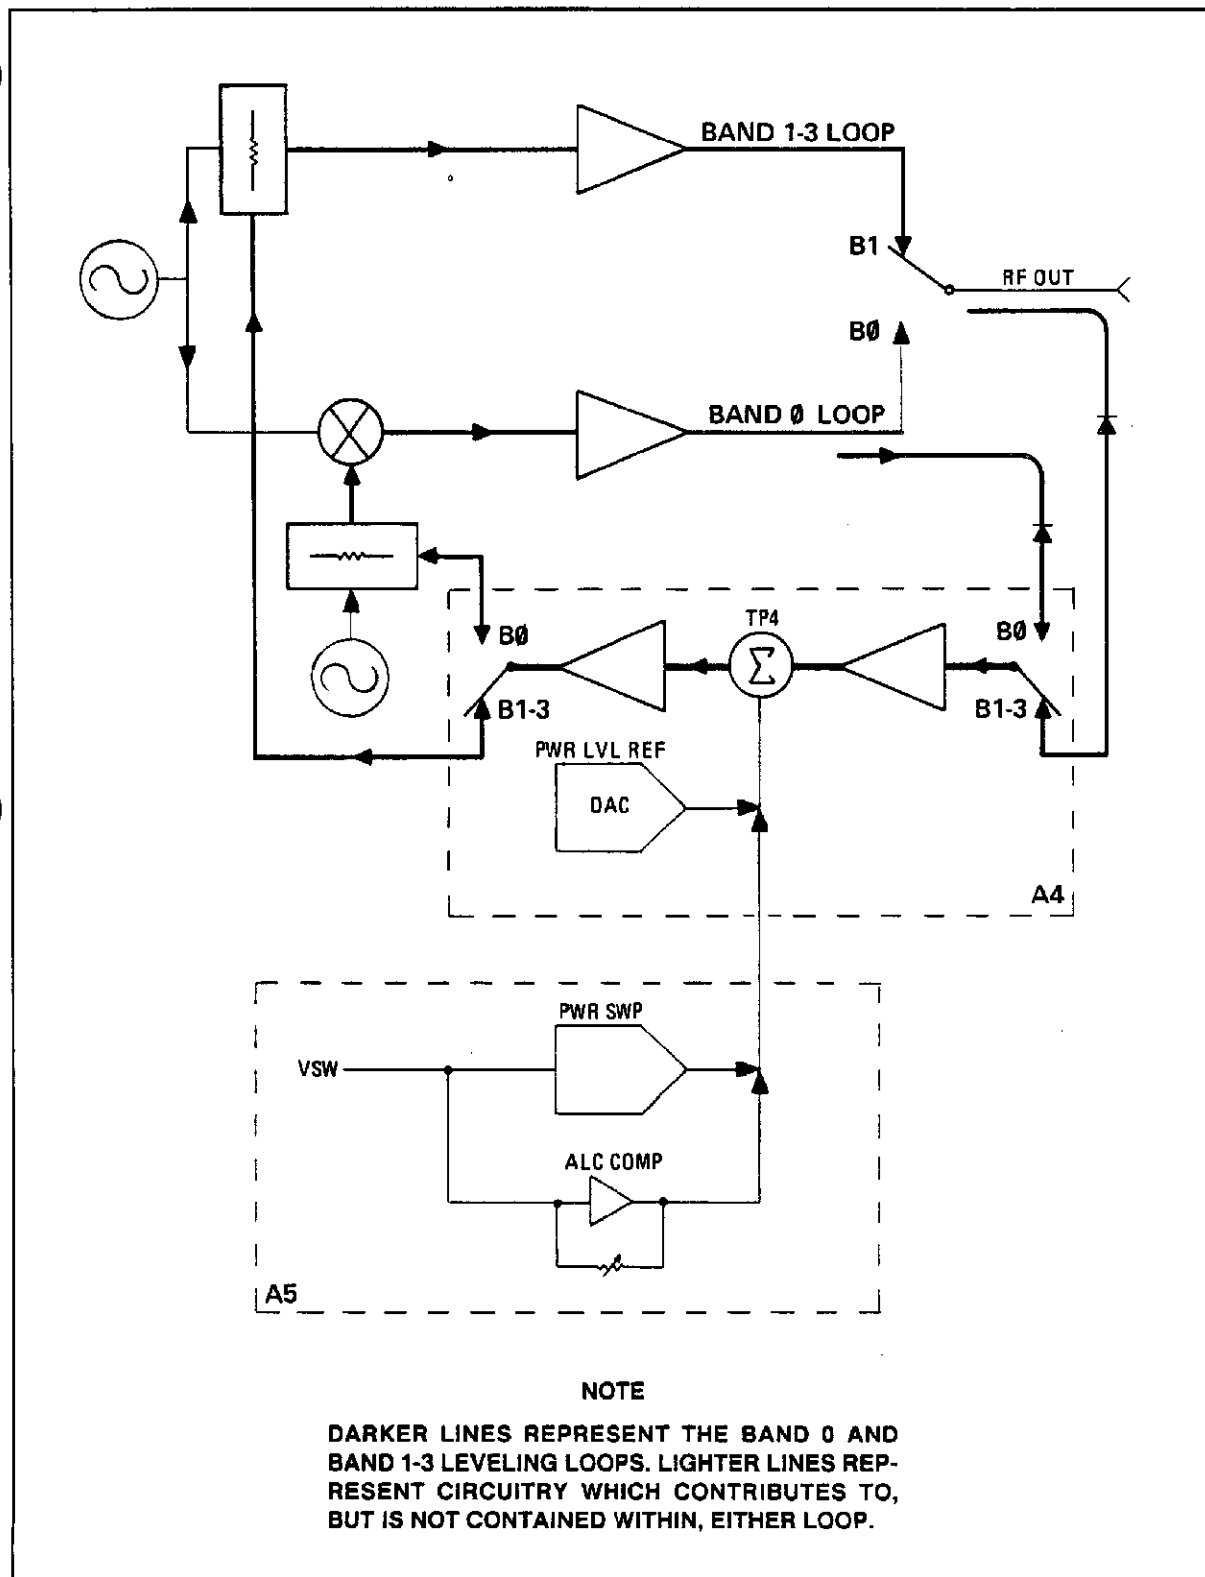 BAND 1-3 LOOP
B1
RF OUT
BØ
BAND Ø LOOP
TP4
BØ
BØ
Σ
B1-3
B1-3
PWR LVL REF
DAC
A4
PWR SWP
VSW
ALC COMP
A5
NOTE
DARKER LINES REPRESENT THE BAND 0 AND
BAND 1-3 LEVELING LOOPS. LIGHTER LINES REP-
RESENT CIRCUITRY WHICH CONTRIBUTES TO,
BUT IS NOT CONTAINED WITHIN, EITHER LOOP.